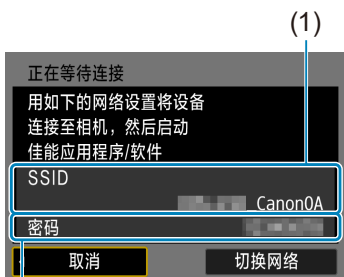 (1)
正在等待连接
用如下的网络设置将设备
连接至相机，然后启动
佳能应用程序/软件
SSID
Canon0A
密码
取消
切换网络